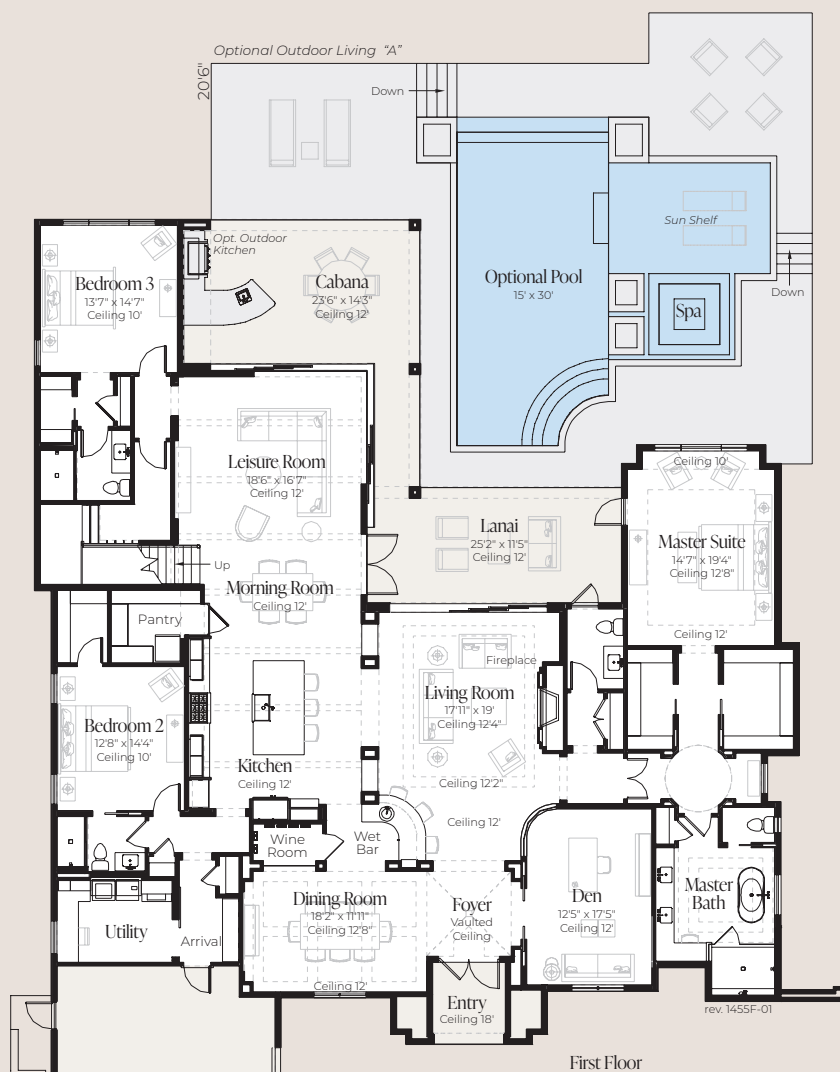 Optional Outdoor Living "A"
20'6"
Down
Opt. Outdoor
Kitchen
Bedroom 3
13'7" x 14'7"
Ceiling 10'
Cabana
23'6" x 14'3"
Ceiling 12'
Optional Pool
15' x 30'
Sun Shelf
Spa
Down
Leisure Room
18'6" x 16'7"
Ceiling 12'
Ceiling 10'
Lanai
25'2" x 11'5"
Ceiling 12'
Master Suite
14'7" x 19'4"
Ceiling 12'8"
Ceiling 12'
Up
Morning Room
Ceiling 12'
Pantry
Fireplace
Living Room
17'11" x 19'
Ceiling 12'4"
Ceiling 12'2"
Ceiling 12'
Bedroom 2
12'8" x 14'4"
Ceiling 10'
Kitchen
Ceiling 12'
Wine
Room
Wet
Bar
Dining Room
18'2" x 11'11"
Ceiling 12'8"
Ceiling 12'
Foyer
Vaulted
Ceiling
Den
12'5" x 17'5"
Ceiling 12'
Master
Bath
Utility
Arrival
Entry
Ceiling 18'
rev. 1455F-01
First Floor